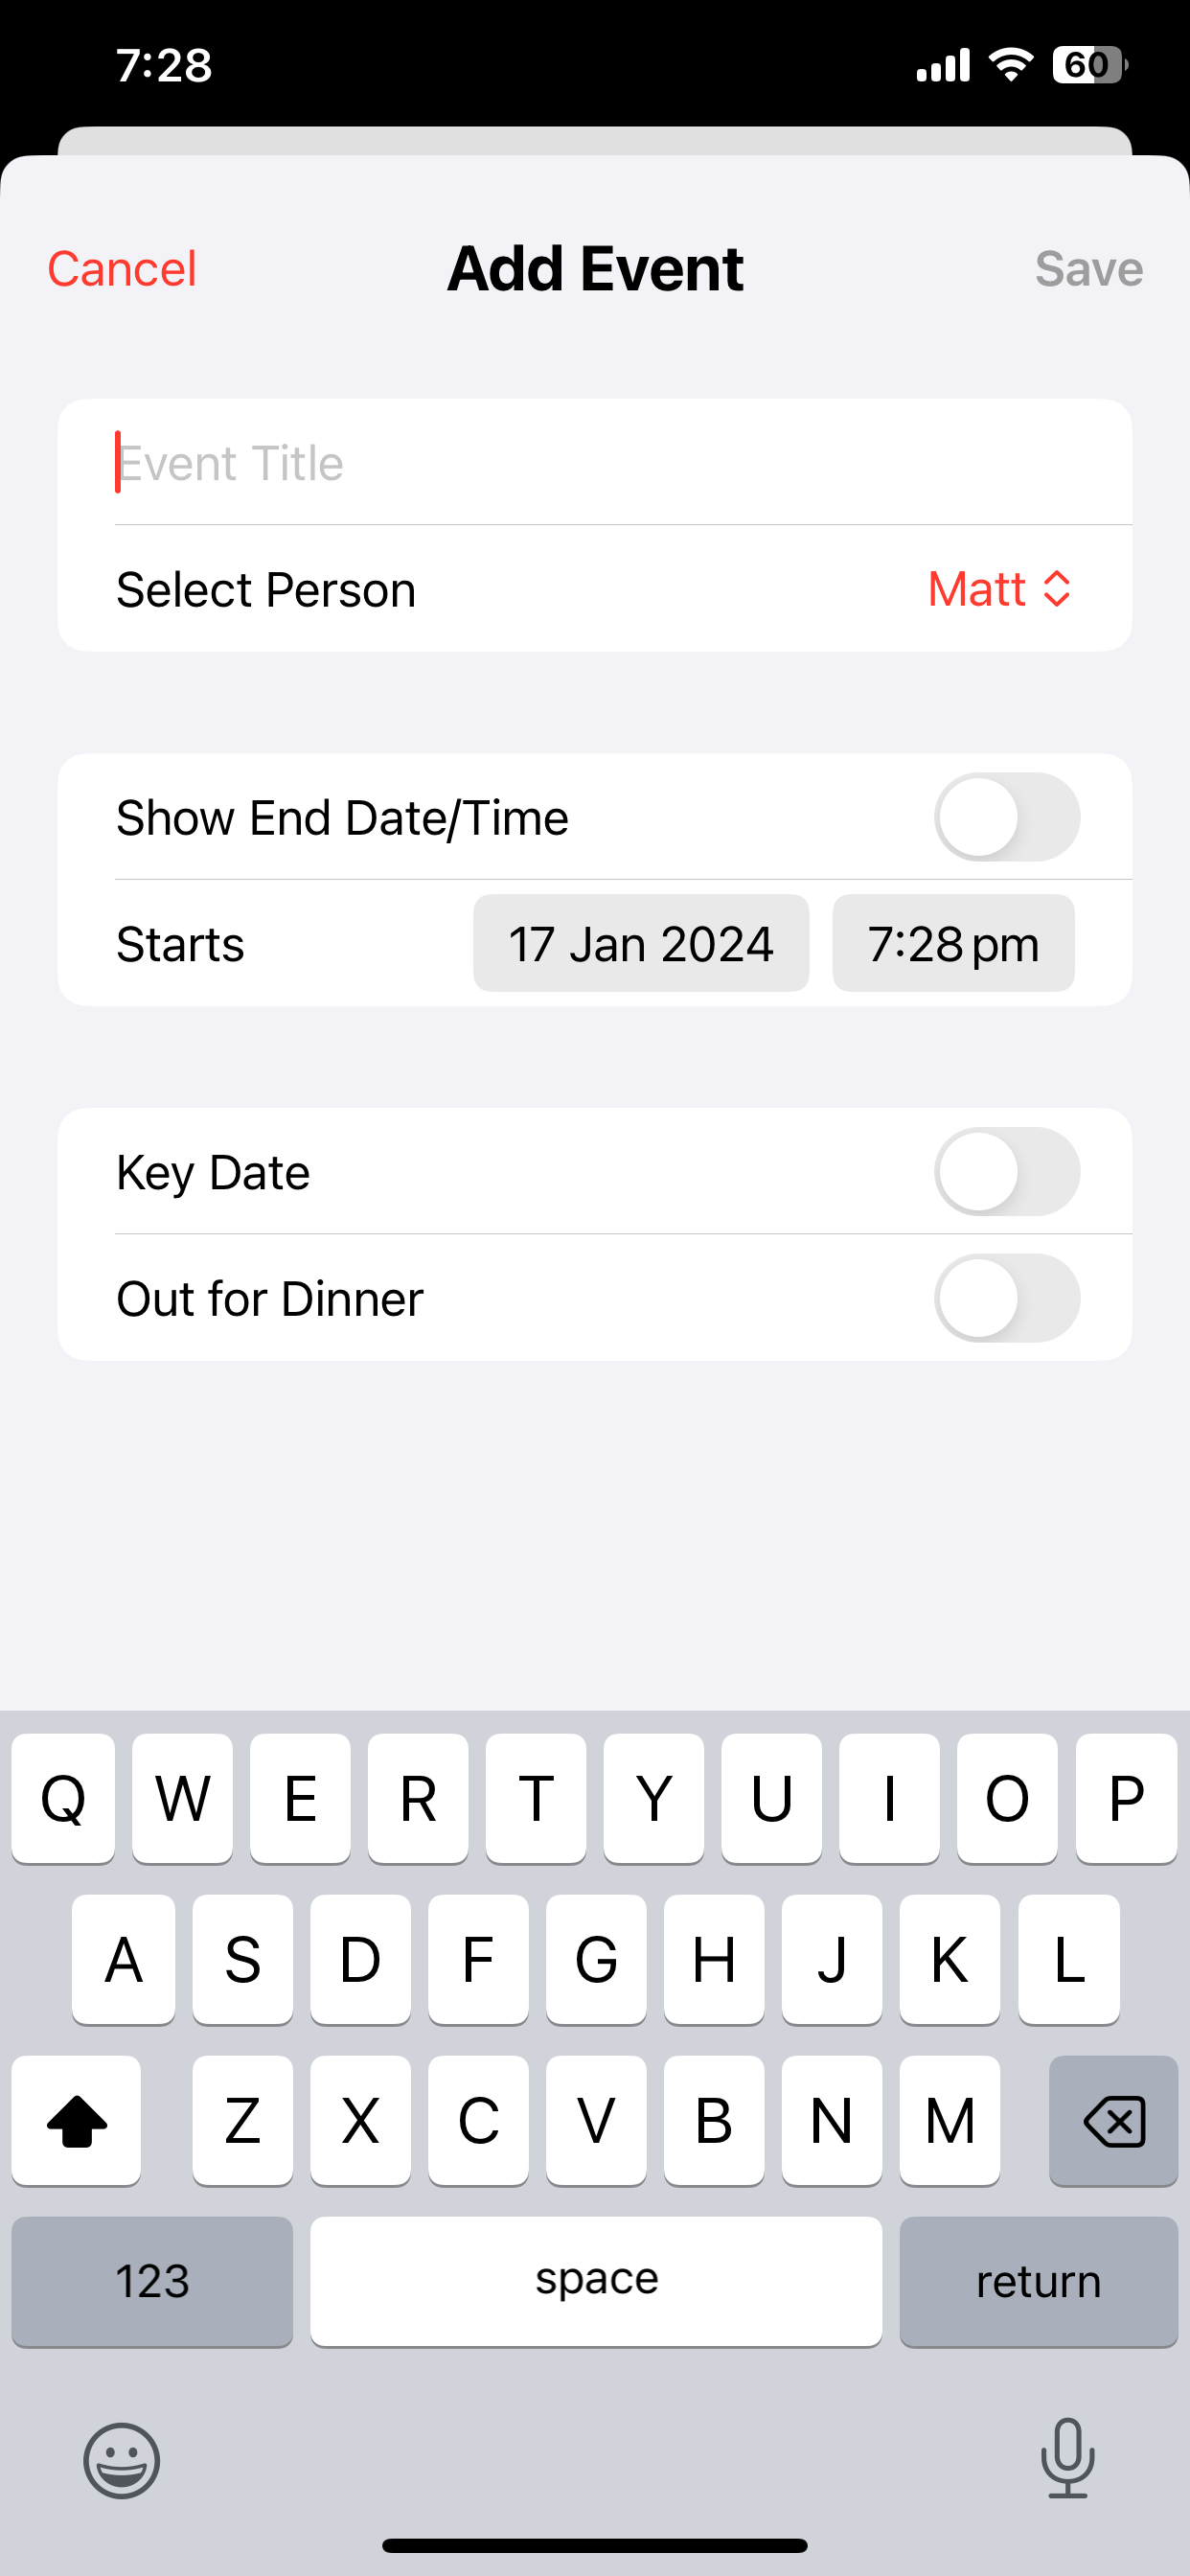 7:28
60
Cancel Add Event Save
Event Title
Select Person Matt
Show End Date/Time
Starts 17 Jan 2024 7:28 pm
Key Date
Out for Dinner
Q W E R T Y U I O P
A S D F G H J K L
Z X C V B N M
123 space return